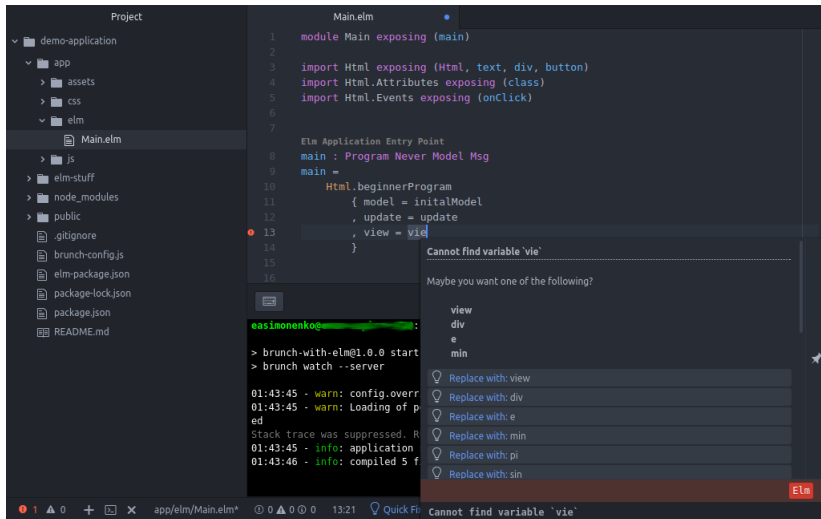 Project
demo-application
app
assets
css
elm
Main.elm
js
elm-stuff
node_modules
public
.gitignore
brunch-config.js
elm-package.json
package-lock.json
package.json
README.md
Main.elm
1 module Main exposing (main)
2
3 import Html exposing (Html, text, div, button)
4 import Html.Attributes exposing (class)
5 import Html.Events exposing (onClick)
6
7
Elm Application Entry Point
8 main : Program Never Model Msg
9 main =
10 Html.beginnerProgram
11 { model = initalModel
12 , update = update
13 , view = vie
14 }
15
16
Cannot find variable `vie`
Maybe you want one of the following?
view
div
e
min
Replace with: view
Replace with: div
Replace with: e
Replace with: min
Replace with: pi
Replace with: sin
Elm
Cannot find variable `vie`
easimonenko@
> brunch-with-elm@1.0.0 start
> brunch watch --server
01:43:45 - warn: config.overr
01:43:45 - warn: Loading of p
ed
Stack trace was suppressed. R
01:43:45 - info: application
01:43:46 - info: compiled 5 f
1 0 app/elm/Main.elm* 0 0 0 13:21 Quick Fi